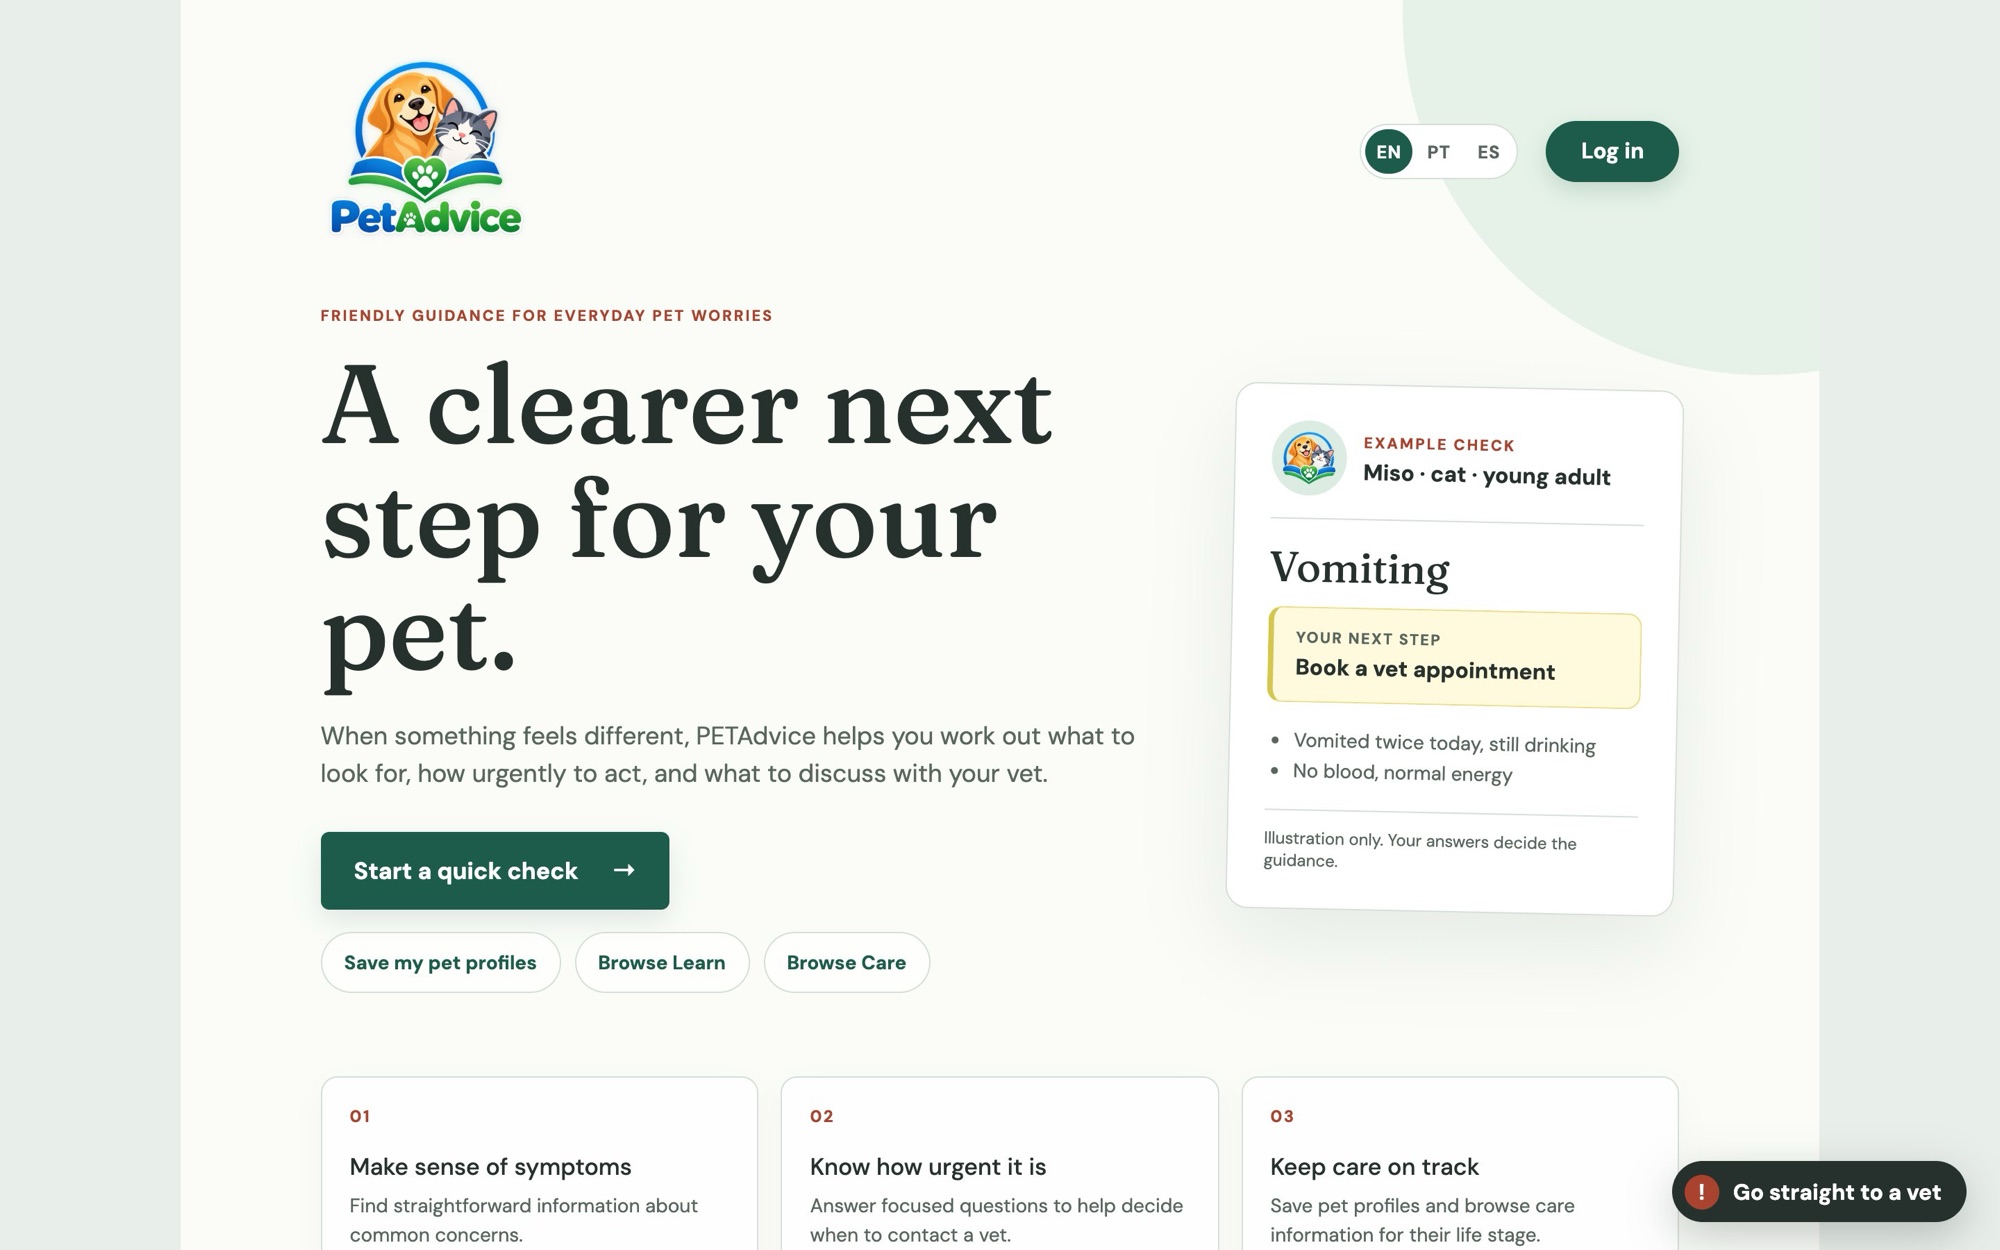 PetAdvice
EN PT ES
Log in
FRIENDLY GUIDANCE FOR EVERYDAY PET WORRIES
A clearer next
step for your
pet.
When something feels different, PETAdvice helps you work out what to
look for, how urgently to act, and what to discuss with your vet.
Start a quick check →
Save my pet profiles
Browse Learn
Browse Care
EXAMPLE CHECK
Miso · cat · young adult
Vomiting
YOUR NEXT STEP
Book a vet appointment
• Vomited twice today, still drinking
• No blood, normal energy
Illustration only. Your answers decide the
guidance.
01
Make sense of symptoms
Find straightforward information about
common concerns.
02
Know how urgent it is
Answer focused questions to help decide
when to contact a vet.
03
Keep care on track
Save pet profiles and browse care
information for their life stage.
! Go straight to a vet